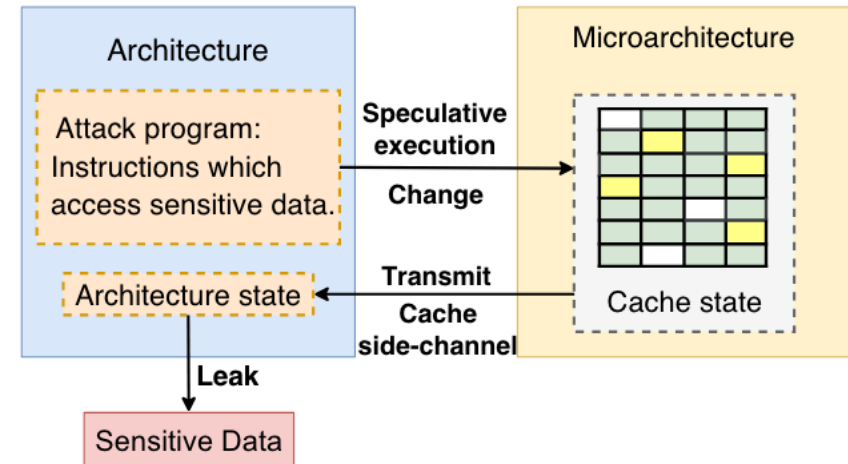 Architecture
Attack program:
Instructions which
access sensitive data.
Speculative
execution
Change
Microarchitecture
Cache state
Transmit
Cache
side-channel
Architecture state
Leak
Sensitive Data